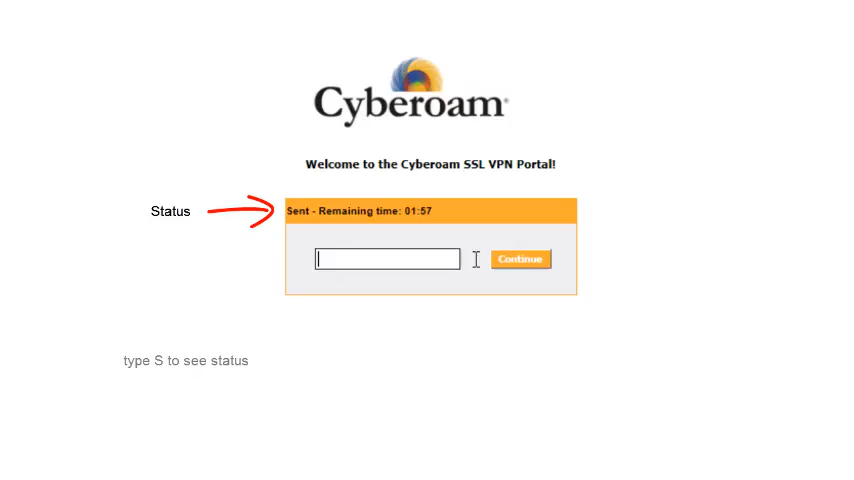 Cyberoam
Welcome to the Cyberoam SSL VPN Portal!
Status
Sent - Remaining time: 01:57
Continue
type S to see status